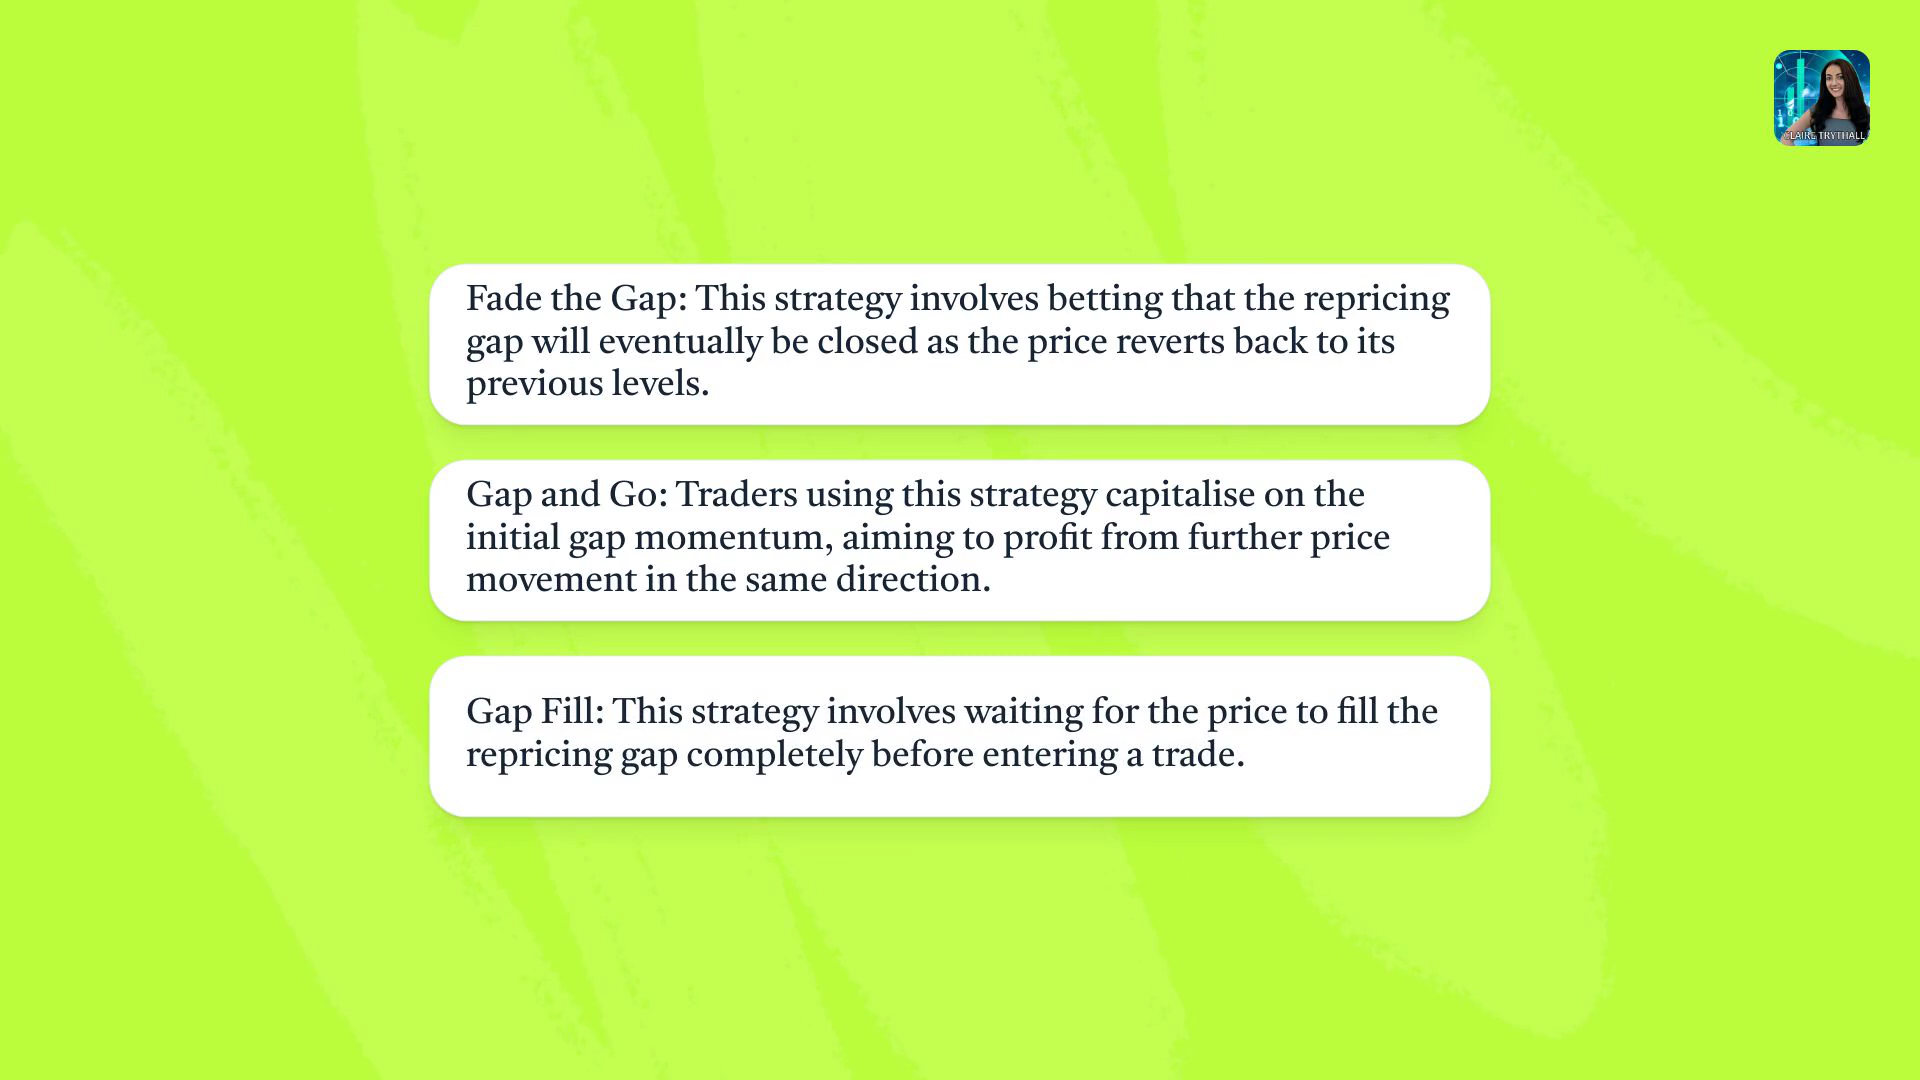 CLAIRE TRYTHALL
Fade the Gap: This strategy involves betting that the repricing
gap will eventually be closed as the price reverts back to its
previous levels.
Gap and Go: Traders using this strategy capitalise on the
initial gap momentum, aiming to profit from further price
movement in the same direction.
Gap Fill: This strategy involves waiting for the price to fill the
repricing gap completely before entering a trade.